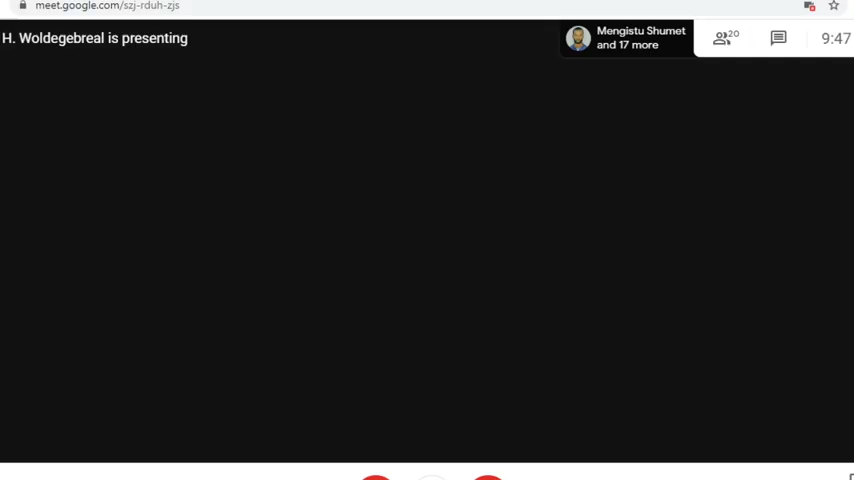 meet.google.com/szj-rduh-zjs
H. Woldegebreal is presenting
Mengistu Shumet
and 17 more
20
9:47